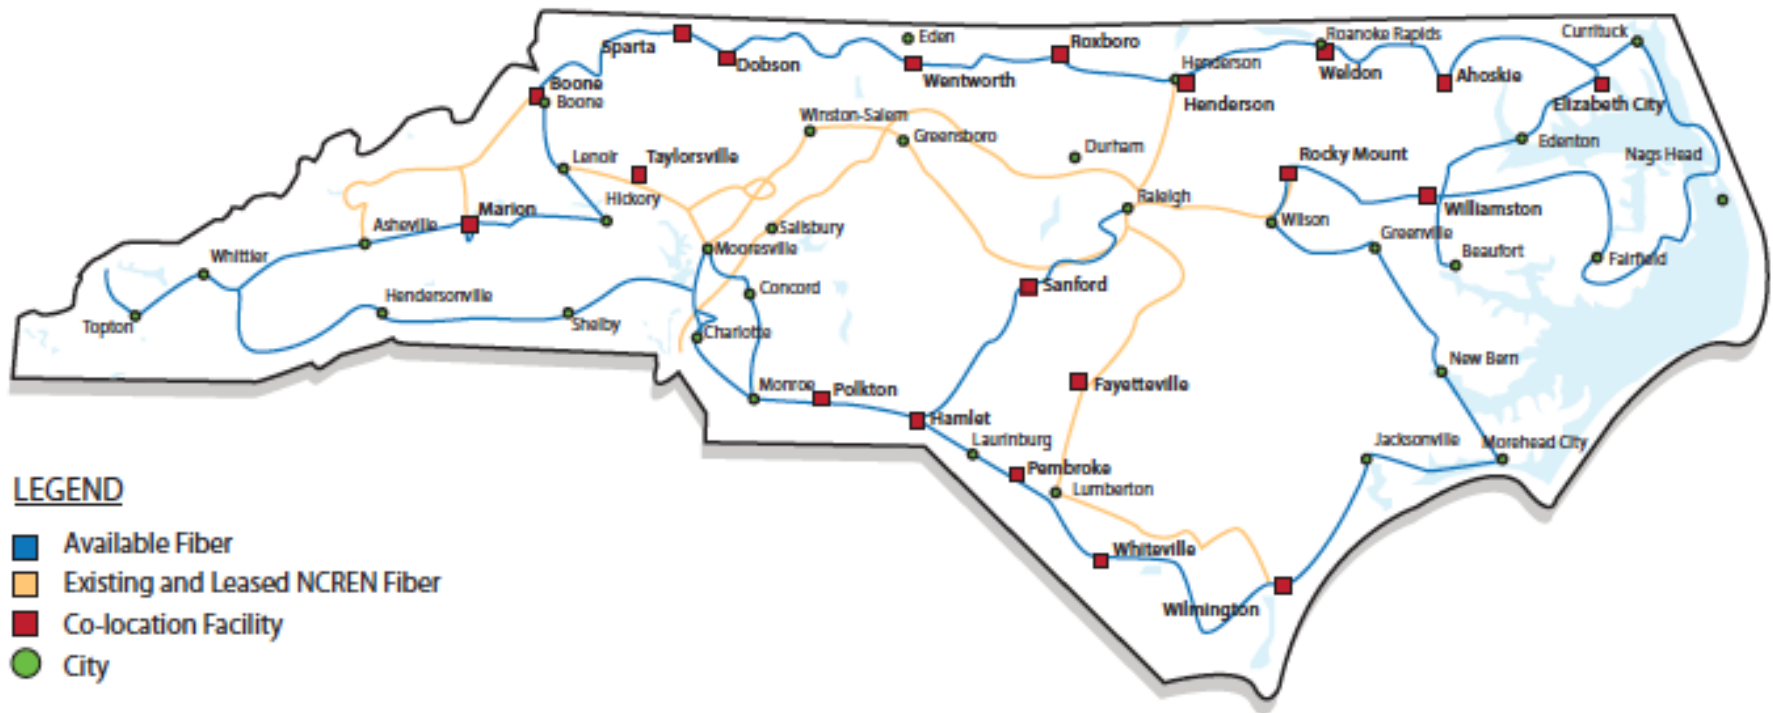 Currituck
Eden
Roanoke Rapids
Roxboro
Sparta
Dobson
Henderson
Weldon
Ahoskie
Boone
Boone
Wentworth
Henderson
Elizabeth City
Winston-Salem
Greensboro
Durham
Edenton
Lenoir
Taylorsville
Rocky Mount
Nags Head
Hickory
Raleigh
Marion
Williamston
Asheville
Salisbury
Wilson
Greenville
Whittier
Mooresville
Beaufort
Fairfield
Hendersonville
Concord
Sanford
Topton
Shelby
Charlotte
New Bern
Monroe
Polkton
Fayetteville
Hamlet
Laurinburg
Jacksonville
Morehead City
Pembroke
Lumberton
Whiteville
Wilmington
LEGEND
Available Fiber
Existing and Leased NCREN Fiber
Co-location Facility
City